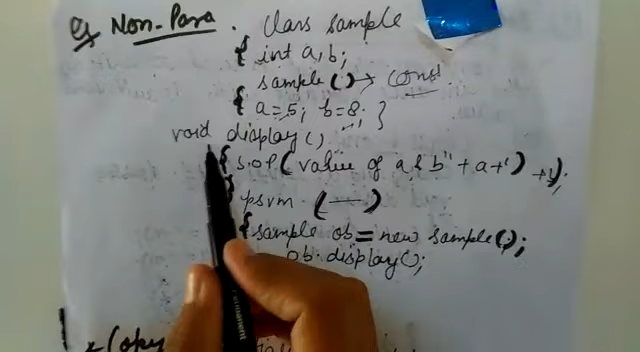 Eg Non-Para. Class sample
{ int a, b;
sample () → const
{ a = 5; b = 8. }
void display ()
{ s.o.p (value of a & b" + a +' ') + b);
} psvm (—)
{ sample ob = new sample ();
ob. display ();
(opy